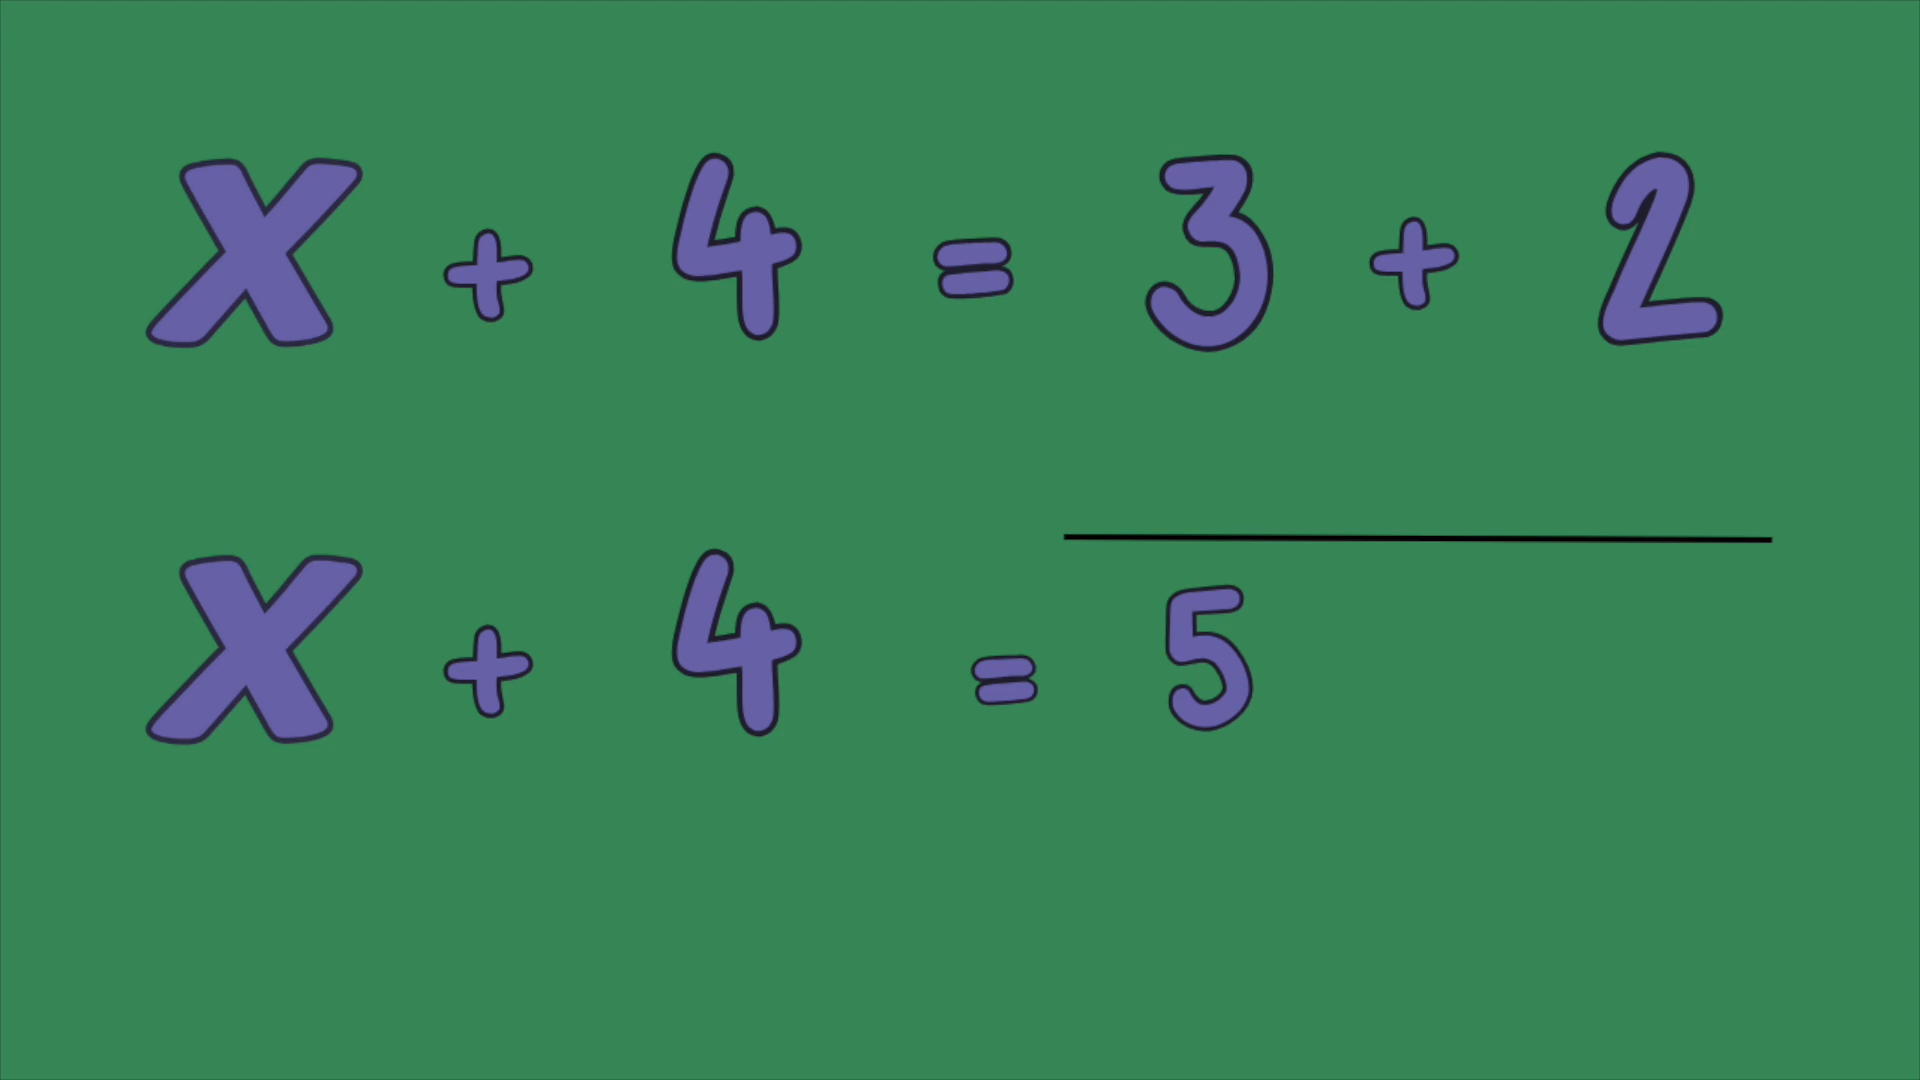 X + 4 = 3 + 2
X + 4 = 5